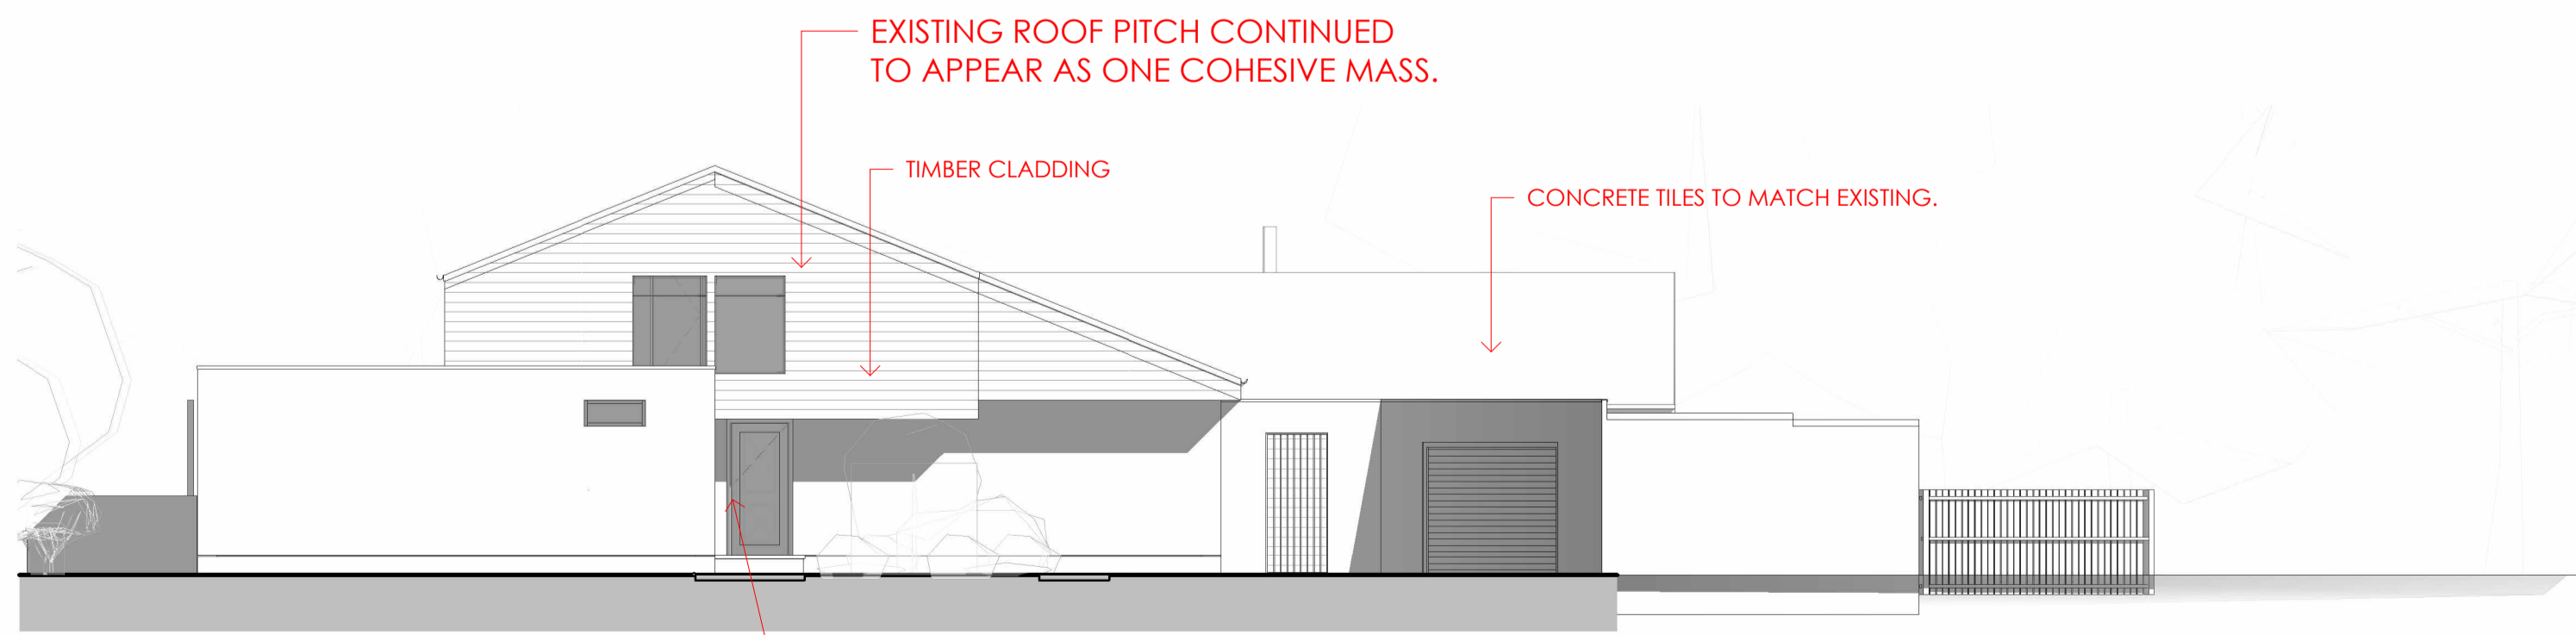 EXISTING ROOF PITCH CONTINUED
TO APPEAR AS ONE COHESIVE MASS.
TIMBER CLADDING
CONCRETE TILES TO MATCH EXISTING.